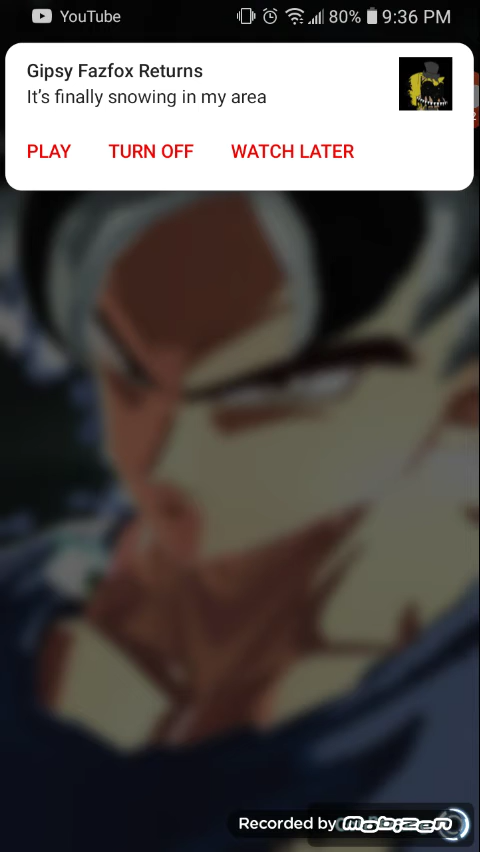 YouTube 80% 9:36 PM
Gipsy Fazfox Returns
It's finally snowing in my area
PLAY TURN OFF WATCH LATER
Recorded by Mobizen